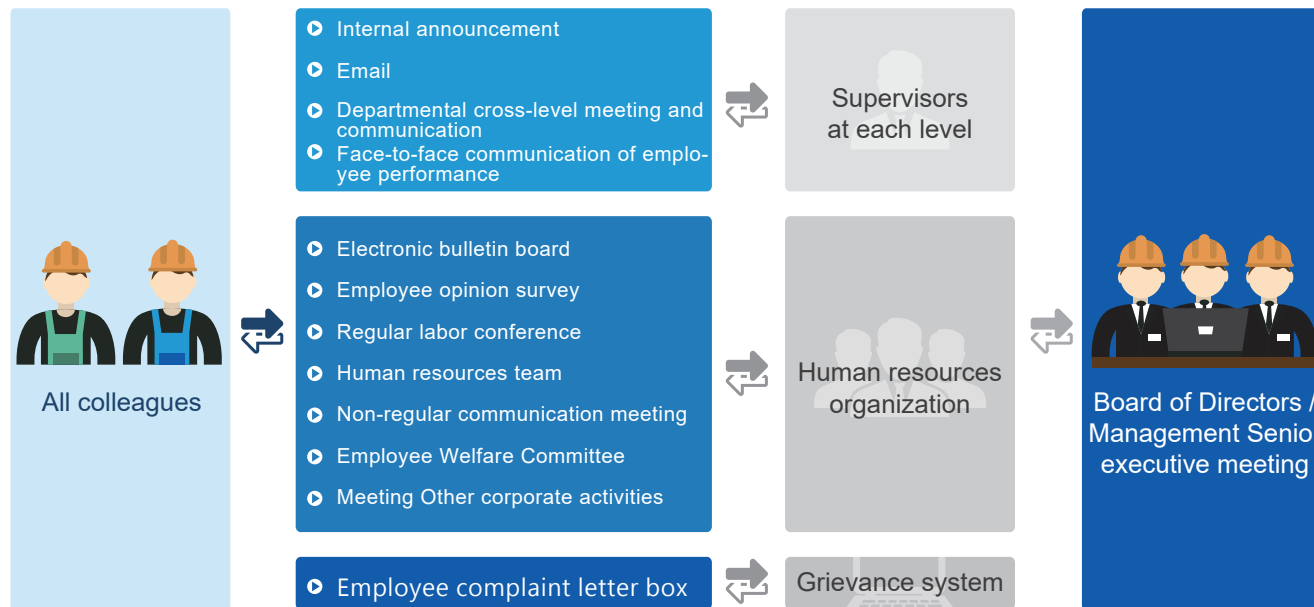 All colleagues
Internal announcement
Email
Departmental cross-level meeting and
communication
Face-to-face communication of emplo-
yee performance
Supervisors
at each level
Electronic bulletin board
Employee opinion survey
Regular labor conference
Human resources team
Non-regular communication meeting
Employee Welfare Committee
Meeting Other corporate activities
Human resources
organization
Employee complaint letter box
Grievance system
Board of Directors /
Management Senio
executive meeting